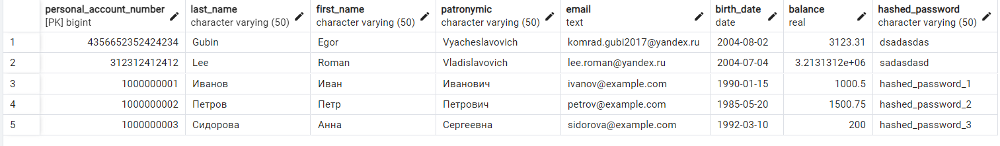 personal_account_number last_name first_name patronymic email birth_date balance hashed_password
[PK] bigint character varying (50) character varying (50) character varying (50) text date real character varying (50)
1 4356652352424234 Gubin Egor Vyacheslavovich komrad.gubi2017@yandex.ru 2004-08-02 3123.31 dsadasdas
2 312312412412 Lee Roman Vladislavovich lee.roman@yandex.ru 2004-07-04 3.2131312e+06 sadasdasd
3 1000000001 Иванов Иван Иванович ivanov@example.com 1990-01-15 1000.5 hashed_password_1
4 1000000002 Петров Петр Петрович petrov@example.com 1985-05-20 1500.75 hashed_password_2
5 1000000003 Сидорова Анна Сергеевна sidorova@example.com 1992-03-10 200 hashed_password_3